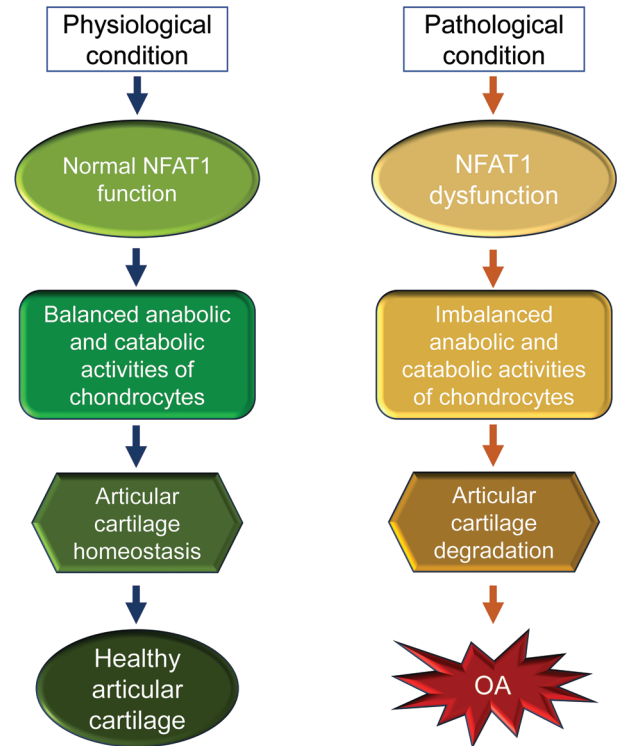 Physiological
condition
Normal NFAT1
function
Balanced anabolic
and catabolic
activities of
chondrocytes
Articular
cartilage
homeostasis
Healthy
articular
cartilage
Pathological
condition
NFAT1
dysfunction
Imbalanced
anabolic and
catabolic activities
of chondrocytes
Articular
cartilage
degradation
OA